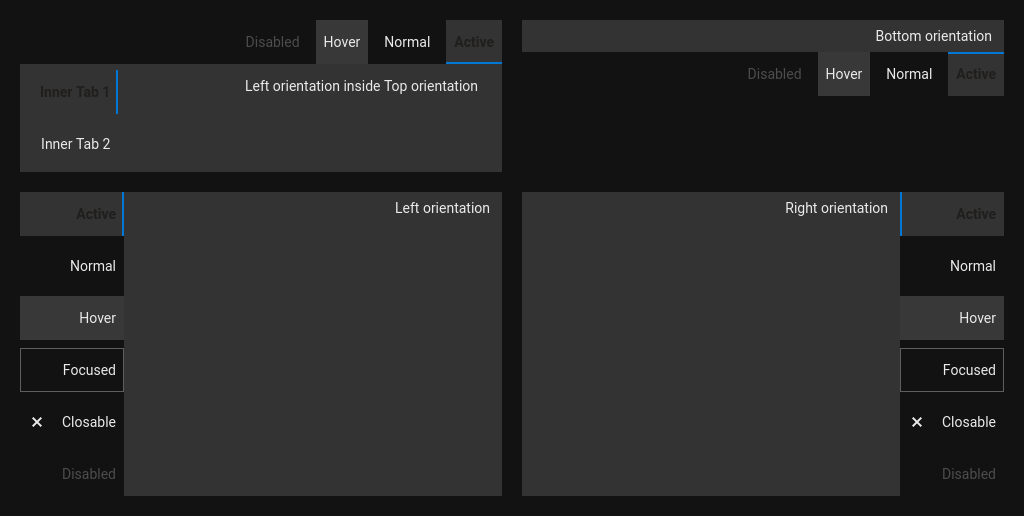 Disabled Hover Normal Active
Left orientation inside Top orientation
Inner Tab 1
Inner Tab 2
Bottom orientation
Disabled Hover Normal Active
Active
Normal
Hover
Focused
Closable
Disabled
Left orientation
Right orientation
Active
Normal
Hover
Focused
Closable
Disabled